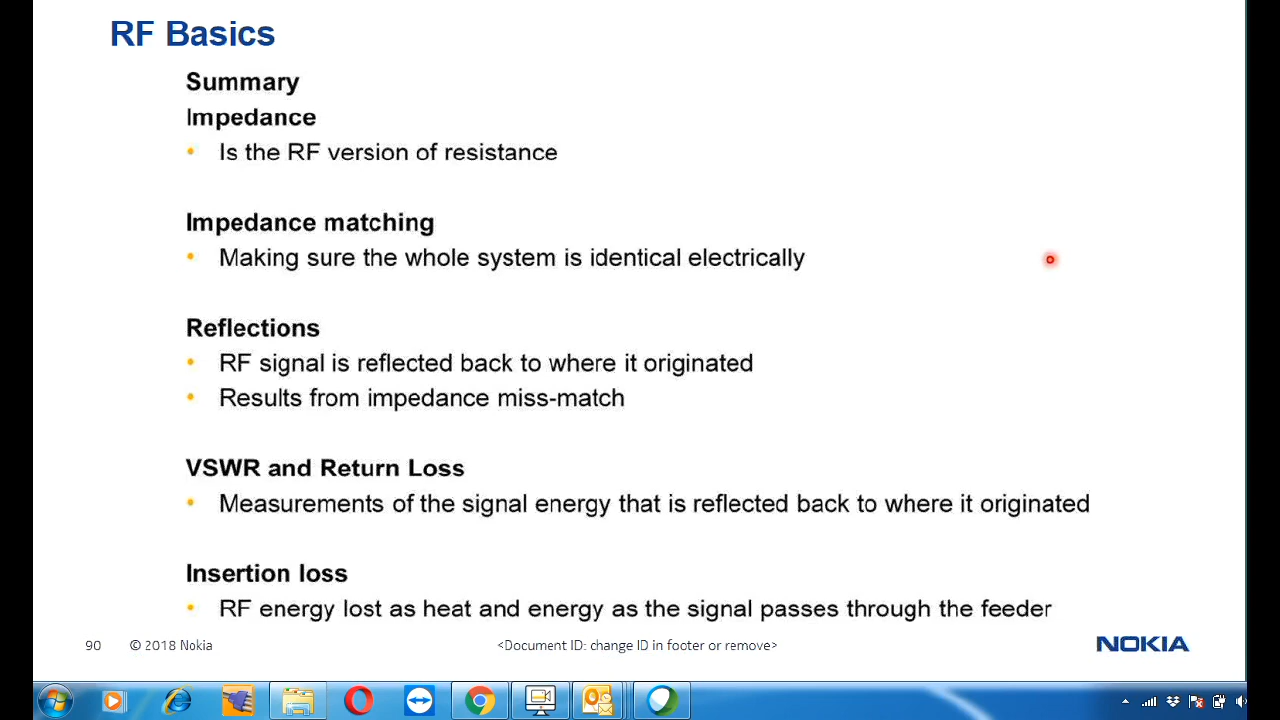 RF Basics
Summary
Impedance
• Is the RF version of resistance
Impedance matching
• Making sure the whole system is identical electrically
Reflections
• RF signal is reflected back to where it originated
• Results from impedance miss-match
VSWR and Return Loss
• Measurements of the signal energy that is reflected back to where it originated
Insertion loss
• RF energy lost as heat and energy as the signal passes through the feeder
90 © 2018 Nokia <Document ID: change ID in footer or remove> NOKIA